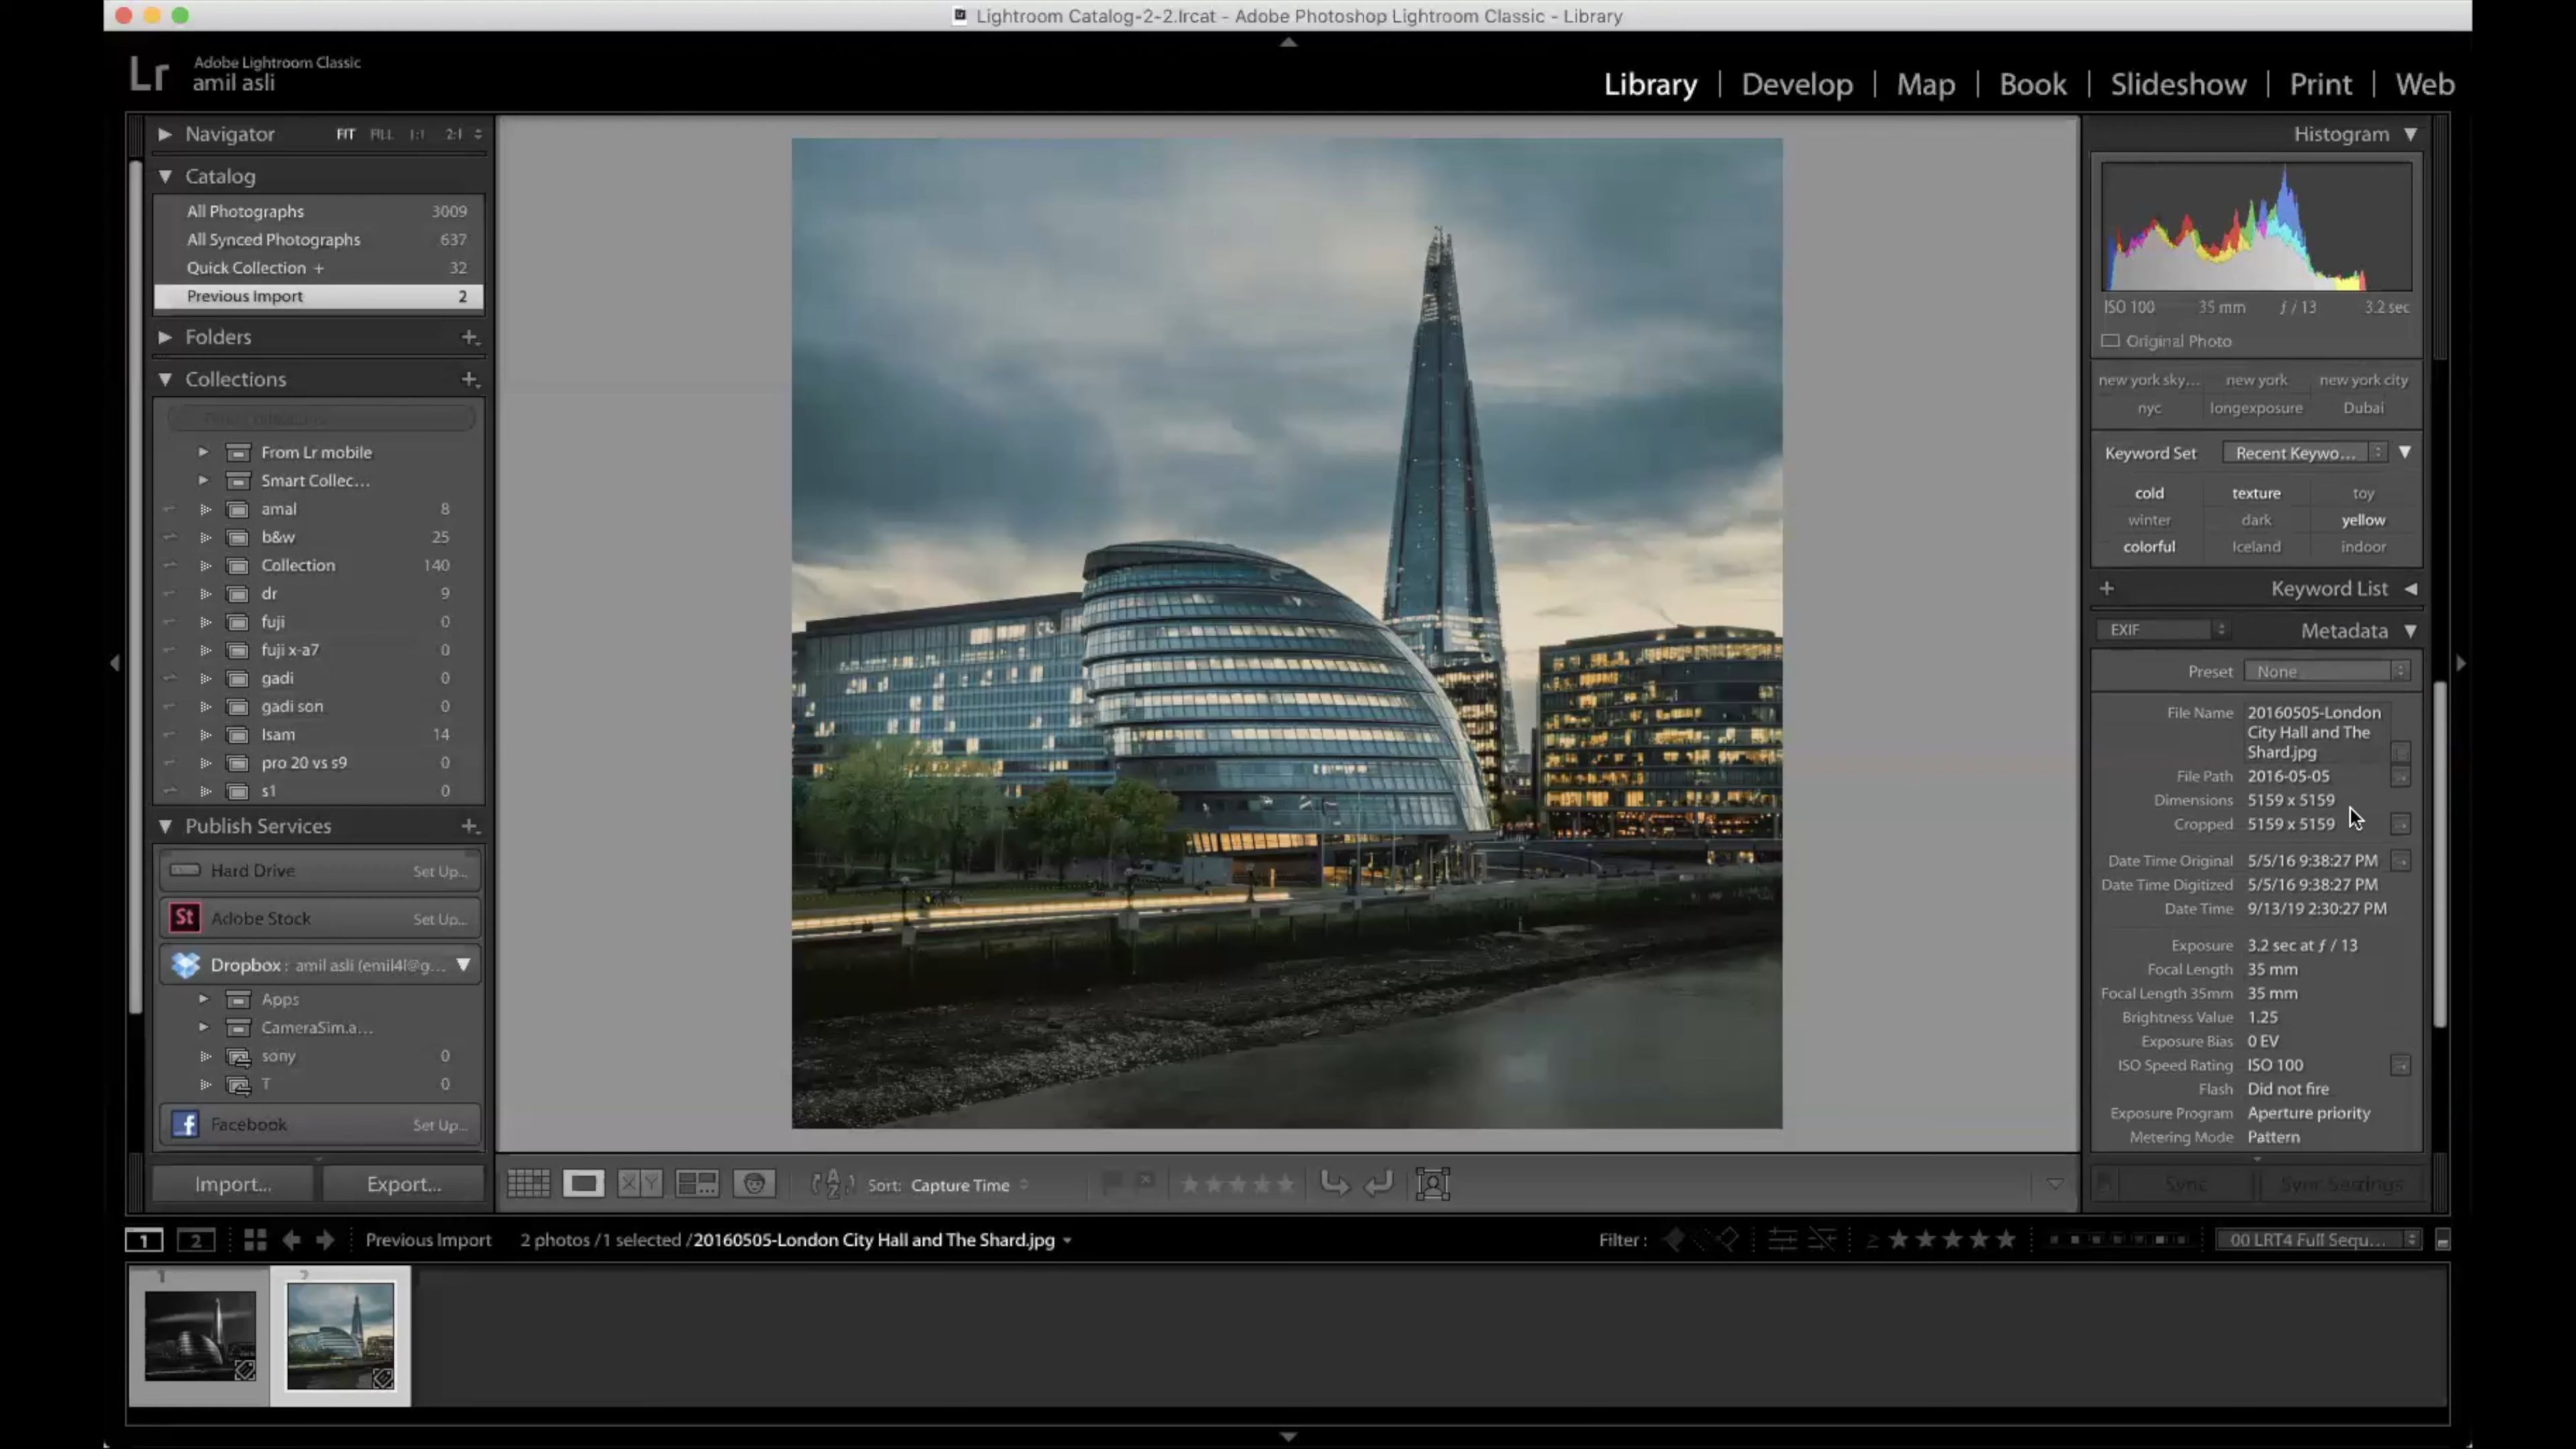 Lightroom Catalog-2-2.lrcat - Adobe Photoshop Lightroom Classic - Library
Lr
Adobe Lightroom Classic
amil asli
Library | Develop | Map | Book | Slideshow | Print | Web
Navigator FIT FILL 1:1 2:1
Catalog
All Photographs 3009
All Synced Photographs 637
Quick Collection + 32
Previous Import 2
Folders
Collections
From Lr mobile
Smart Collec...
amal 8
b&w 25
Collection 140
dr 9
fuji 0
fuji x-a7 0
gadi 0
gadi son 0
Isam 14
pro 20 vs s9 0
s1 0
Publish Services
Hard Drive Set Up...
St Adobe Stock Set Up...
Dropbox : amil asli (emil4l@g...
Apps
CameraSim.a...
sony 0
T 0
f Facebook Set Up...
Import... Export...
Sort: Capture Time
Histogram
ISO 100 35 mm f / 13 3.2 sec
Original Photo
new york sky... new york new york city
nyc longexposure Dubai
Keyword Set Recent Keywo...
cold texture toy
winter dark yellow
colorful Iceland indoor
Keyword List
EXIF Metadata
Preset None
File Name 20160505-London
City Hall and The
Shard.jpg
File Path 2016-05-05
Dimensions 5159 x 5159
Cropped 5159 x 5159
Date Time Original 5/5/16 9:38:27 PM
Date Time Digitized 5/5/16 9:38:27 PM
Date Time 9/13/19 2:30:27 PM
Exposure 3.2 sec at f / 13
Focal Length 35 mm
Focal Length 35mm 35 mm
Brightness Value 1.25
Exposure Bias 0 EV
ISO Speed Rating ISO 100
Flash Did not fire
Exposure Program Aperture priority
Metering Mode Pattern
Sync Sync Settings
1 2 Previous Import 2 photos /1 selected /20160505-London City Hall and The Shard.jpg
Filter : 00 LRT4 Full Sequ...
1 2